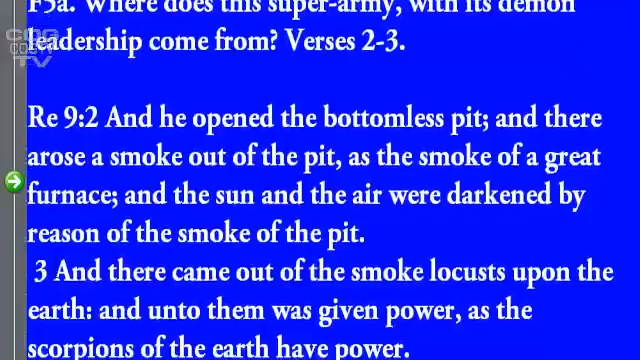 F5a. Where does this super-army, with its demon
leadership come from? Verses 2-3.
Re 9:2 And he opened the bottomless pit; and there
arose a smoke out of the pit, as the smoke of a great
furnace; and the sun and the air were darkened by
reason of the smoke of the pit.
3 And there came out of the smoke locusts upon the
earth: and unto them was given power, as the
scorpions of the earth have power.
TV